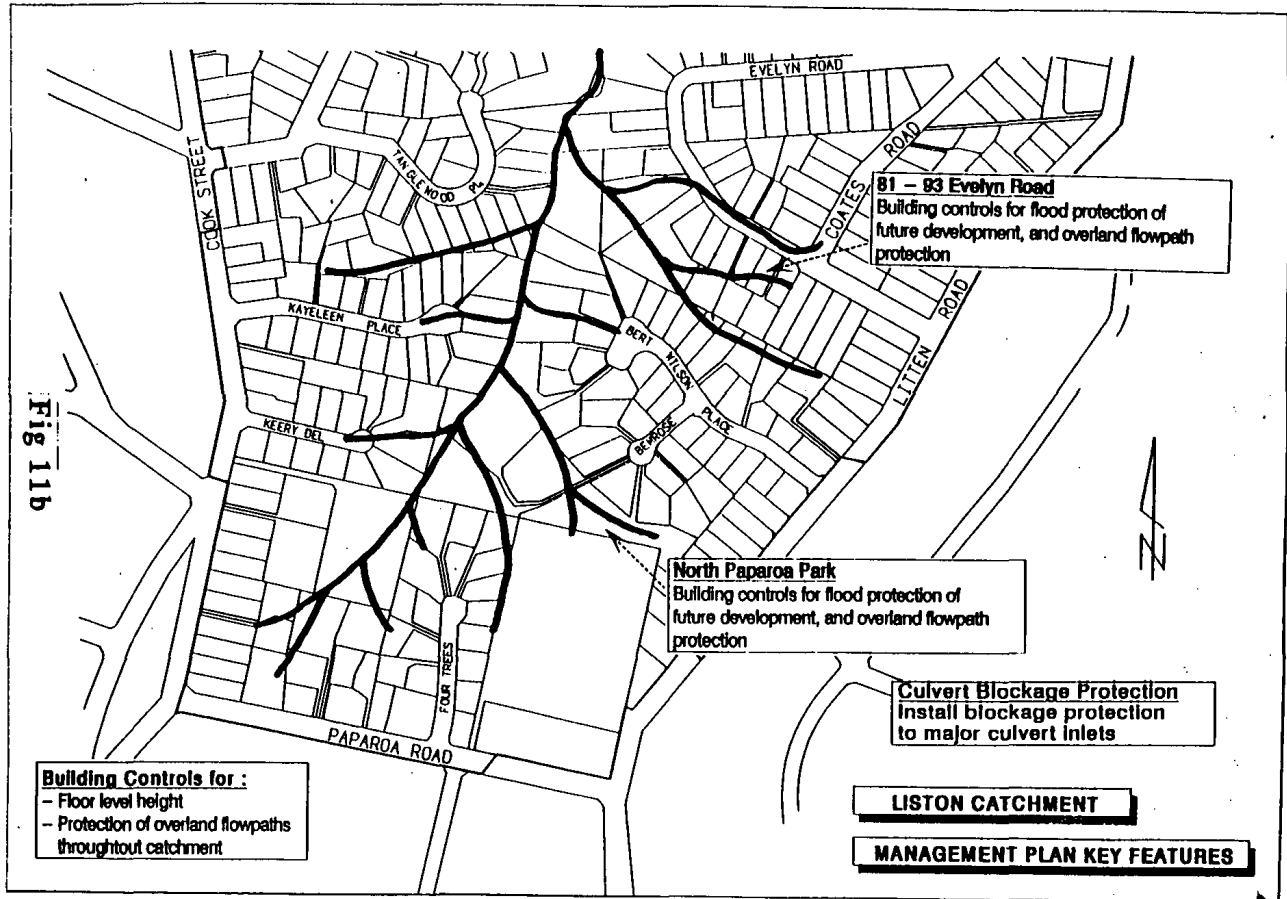 EVELYN ROAD
COOK STREET
TANGLEWOOD PL
COATES ROAD
81 – 93 Evelyn Road
Building controls for flood protection of
future development, and overland flowpath
protection
LITTEN ROAD
KAYELEEN PLACE
BERT WILSON PLACE
BEMROSE
KEERY DEL
Fig 11b
North Paparoa Park
Building controls for flood protection of
future development, and overland flowpath
protection
N
FOUR TREES
Culvert Blockage Protection
Install blockage protection
to major culvert inlets
PAPAROA ROAD
Building Controls for :
– Floor level height
– Protection of overland flowpaths
throughtout catchment
LISTON CATCHMENT
MANAGEMENT PLAN KEY FEATURES